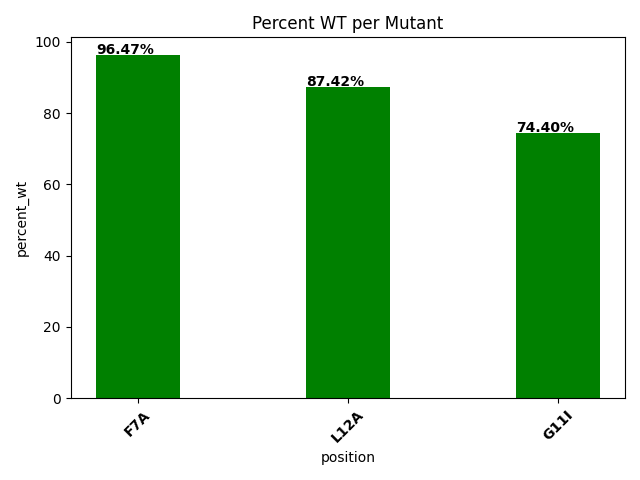 Percent WT per Mutant
percent_wt
100
80
60
40
20
0
96.47%
87.42%
74.40%
F7A
L12A
G11I
position